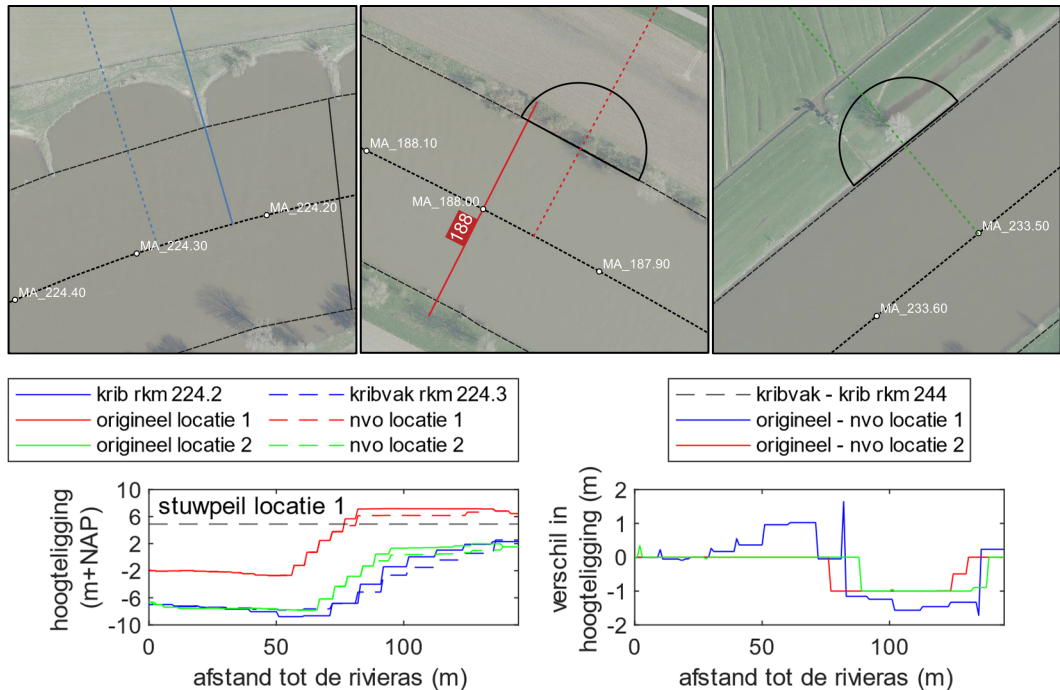 MA_224.20
MA_224.30
MA_224.40
MA_188.10
MA_188.00
188
MA_187.90
MA_233.50
MA_233.60
krib rkm 224.2
kribvak rkm 224.3
origineel locatie 1
nvo locatie 1
origineel locatie 2
nvo locatie 2
kribvak - krib rkm 244
origineel - nvo locatie 1
origineel - nvo locatie 2
hoogteligging
(m+NAP)
10
6
2
-2
-6
-10
stuwpeil locatie 1
0
50
100
afstand tot de rivieras (m)
verschil in
hoogteligging (m)
2
1
0
-1
-2
0
50
100
afstand tot de rivieras (m)